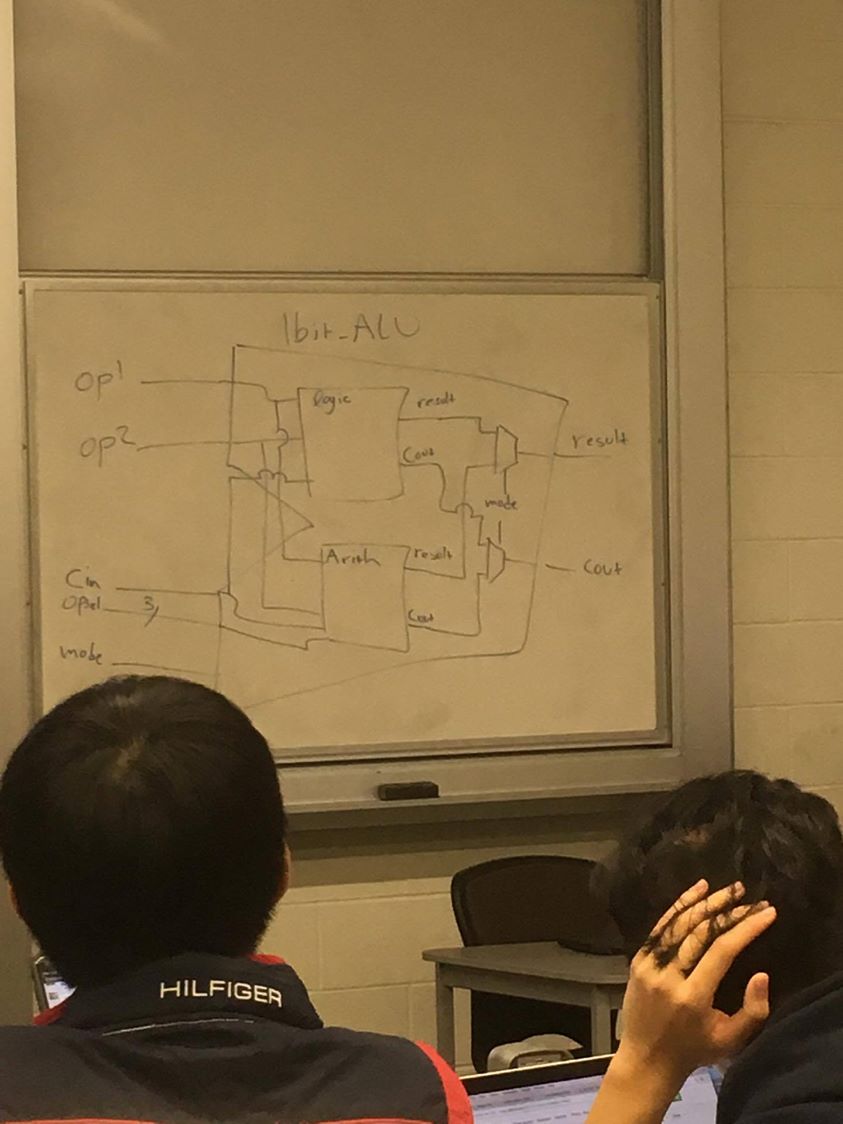 1bit_ALU
Op1
Op2
Cin
Opsel
3
mode
logic
result
Cout
Arith
result
Cout
mode
result
Cout
HILFIGER